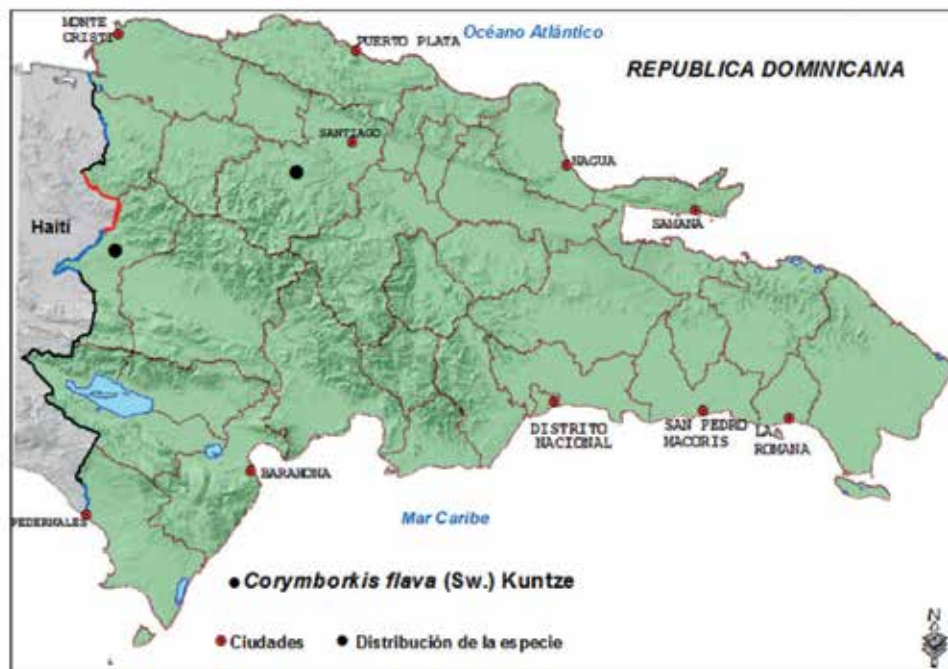 MONTE
CRISTI
PUERTO PLATA
Océano Atlántico
REPUBLICA DOMINICANA
SANTIAGO
NAGUA
SAMANA
Haití
DISTRITO
NACIONAL
SAN PEDRO
MACORIS
LA
ROMANA
BARAHONA
PEDERNALES
Mar Caribe
Corymborkis flava (Sw.) Kuntze
Ciudades
Distribución de la especie
N